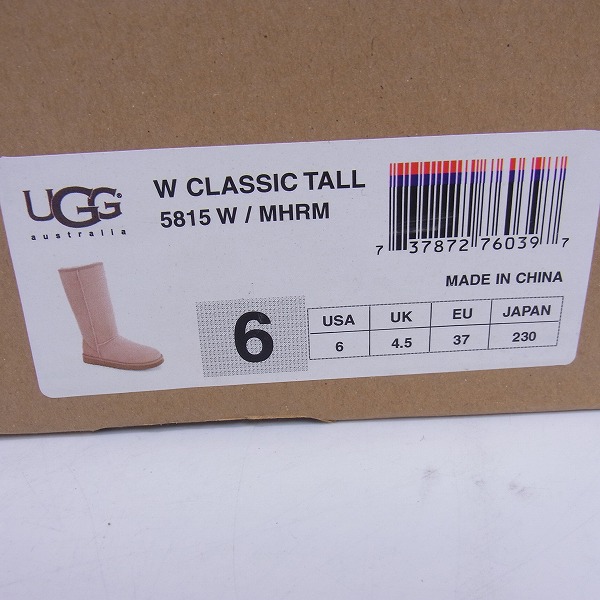 UGG®
australia
W CLASSIC TALL
5815 W / MHRM
7 37872 76039 7
MADE IN CHINA
6
USA UK EU JAPAN
6 4.5 37 230